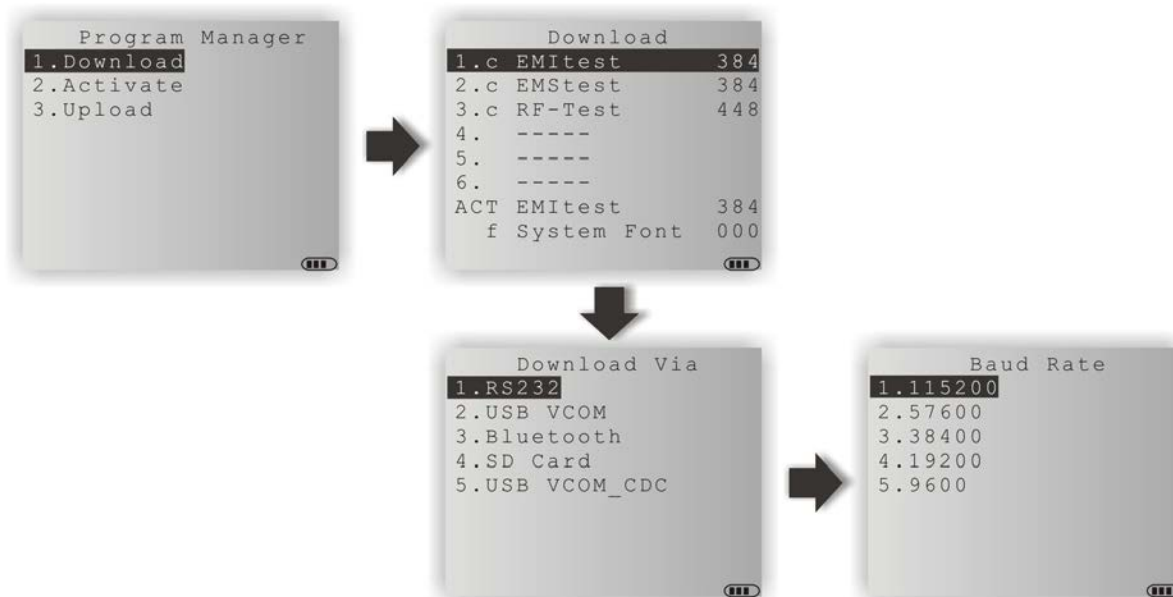 Program Manager
1.Download
2.Activate
3.Upload
Download
1.c EMItest 384
2.c EMStest 384
3.c RF-Test 448
4. -----
5. -----
6. -----
ACT EMItest 384
f System Font 000
Download Via
1.RS232
2.USB VCOM
3.Bluetooth
4.SD Card
5.USB VCOM_CDC
Baud Rate
1.115200
2.57600
3.38400
4.19200
5.9600